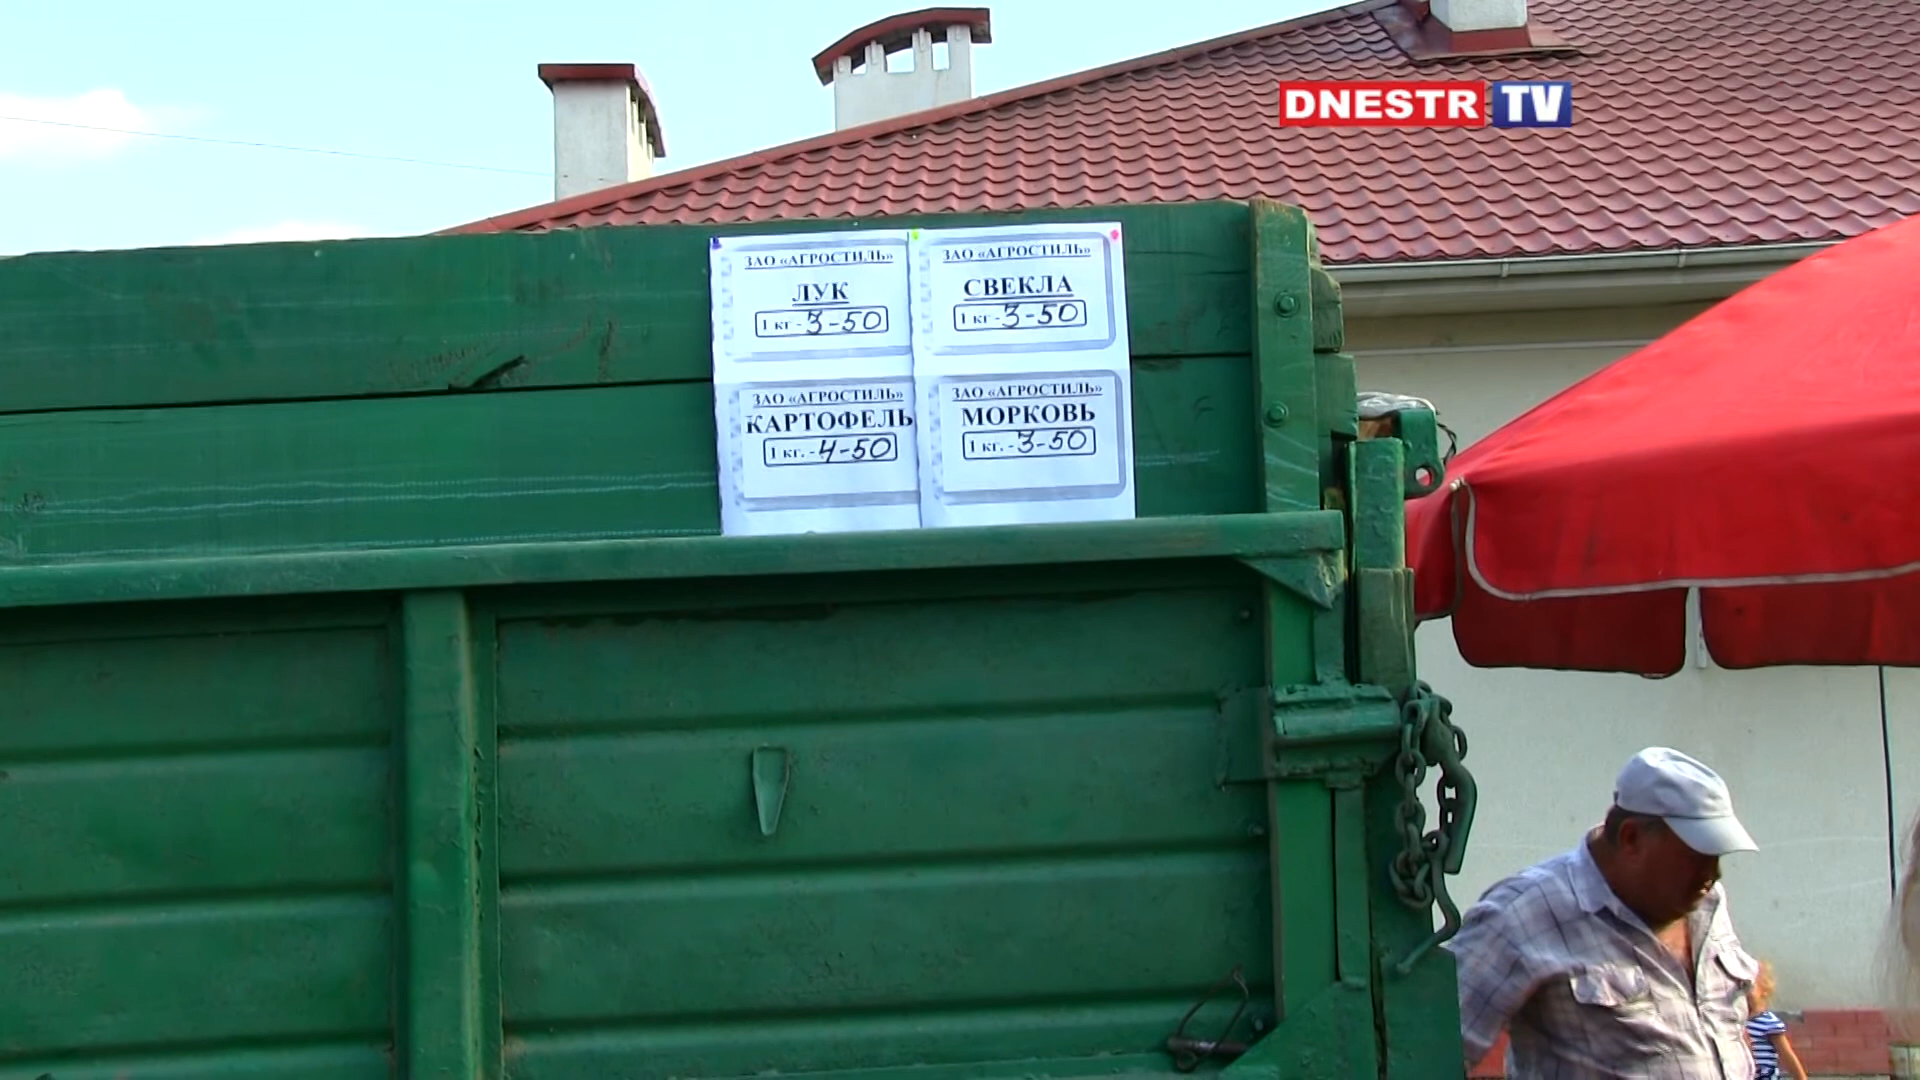 DNESTR TV
ЗАО «АГРОСТИЛЬ»
ЛУК
1 кг - 3-50
ЗАО «АГРОСТИЛЬ»
СВЕКЛА
1 кг - 3-50
ЗАО «АГРОСТИЛЬ»
КАРТОФЕЛЬ
1 кг. - 4-50
ЗАО «АГРОСТИЛЬ»
МОРКОВЬ
1 кг. - 3-50